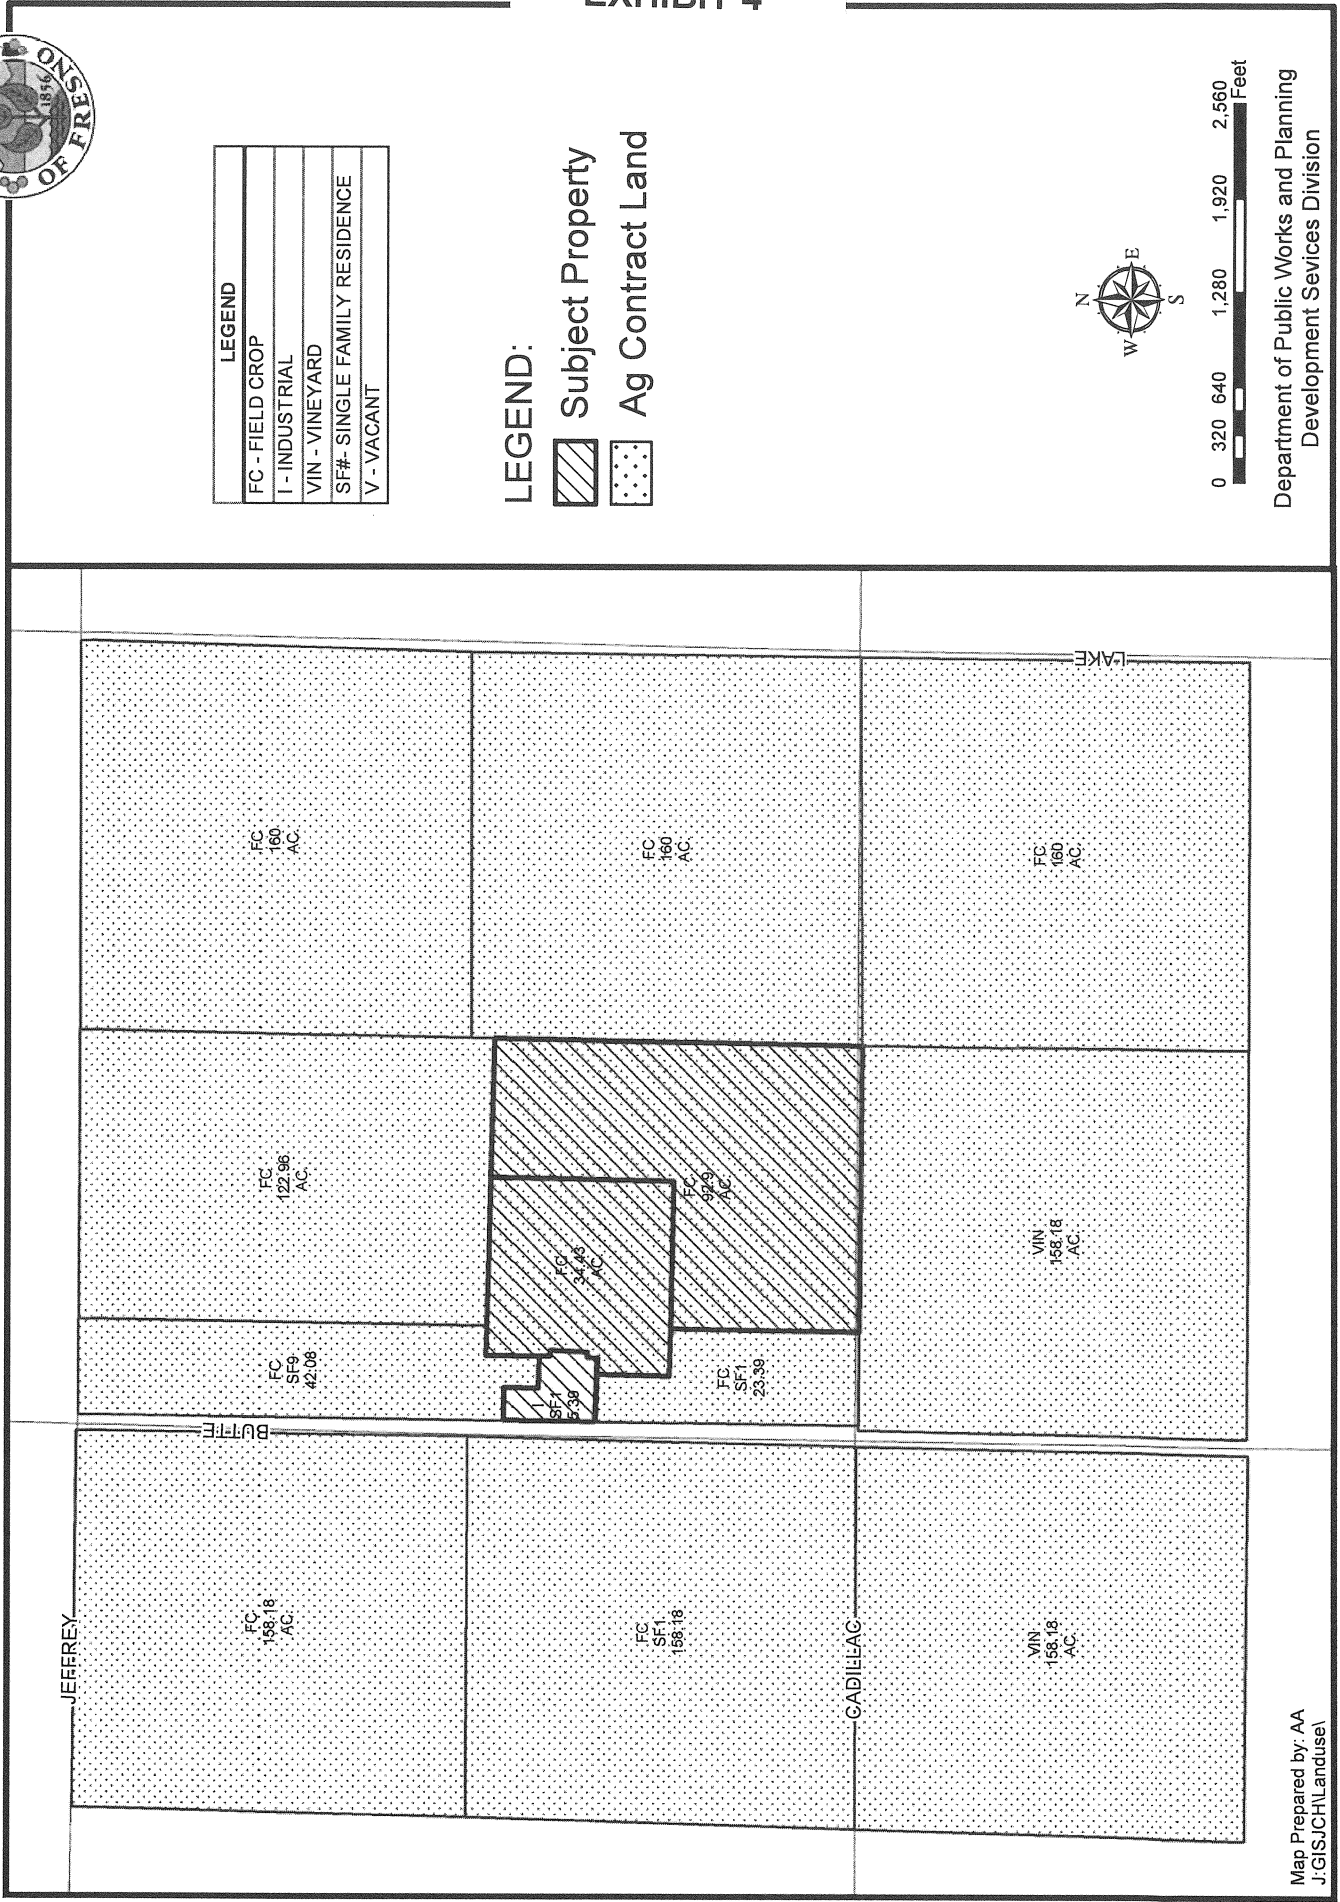 EXHIBIT 4
OF FRESNO
1856
LEGEND
FC - FIELD CROP
I - INDUSTRIAL
VIN - VINEYARD
SF#- SINGLE FAMILY RESIDENCE
V - VACANT
LEGEND:
Subject Property
Ag Contract Land
N
W
E
S
0 320 640 1,280 1,920 2,560
Feet
Department of Public Works and Planning
Development Sevices Division
JEFFREY
BUTTE
CADILLAC
LAKE
FC
158.18
AC.
FC
SF9
42.08
FC
122.96
AC.
FC
160
AC.
FC
SF1
158.18
I
SF1
5.39
FC
34.43
AC.
FC
92.9
AC.
FC
SF1
23.39
FC
160
AC.
VIN
158.18
AC.
VIN
158.18
AC.
FC
160
AC.
Map Prepared by: AA
J:GISJCH\Landuse\